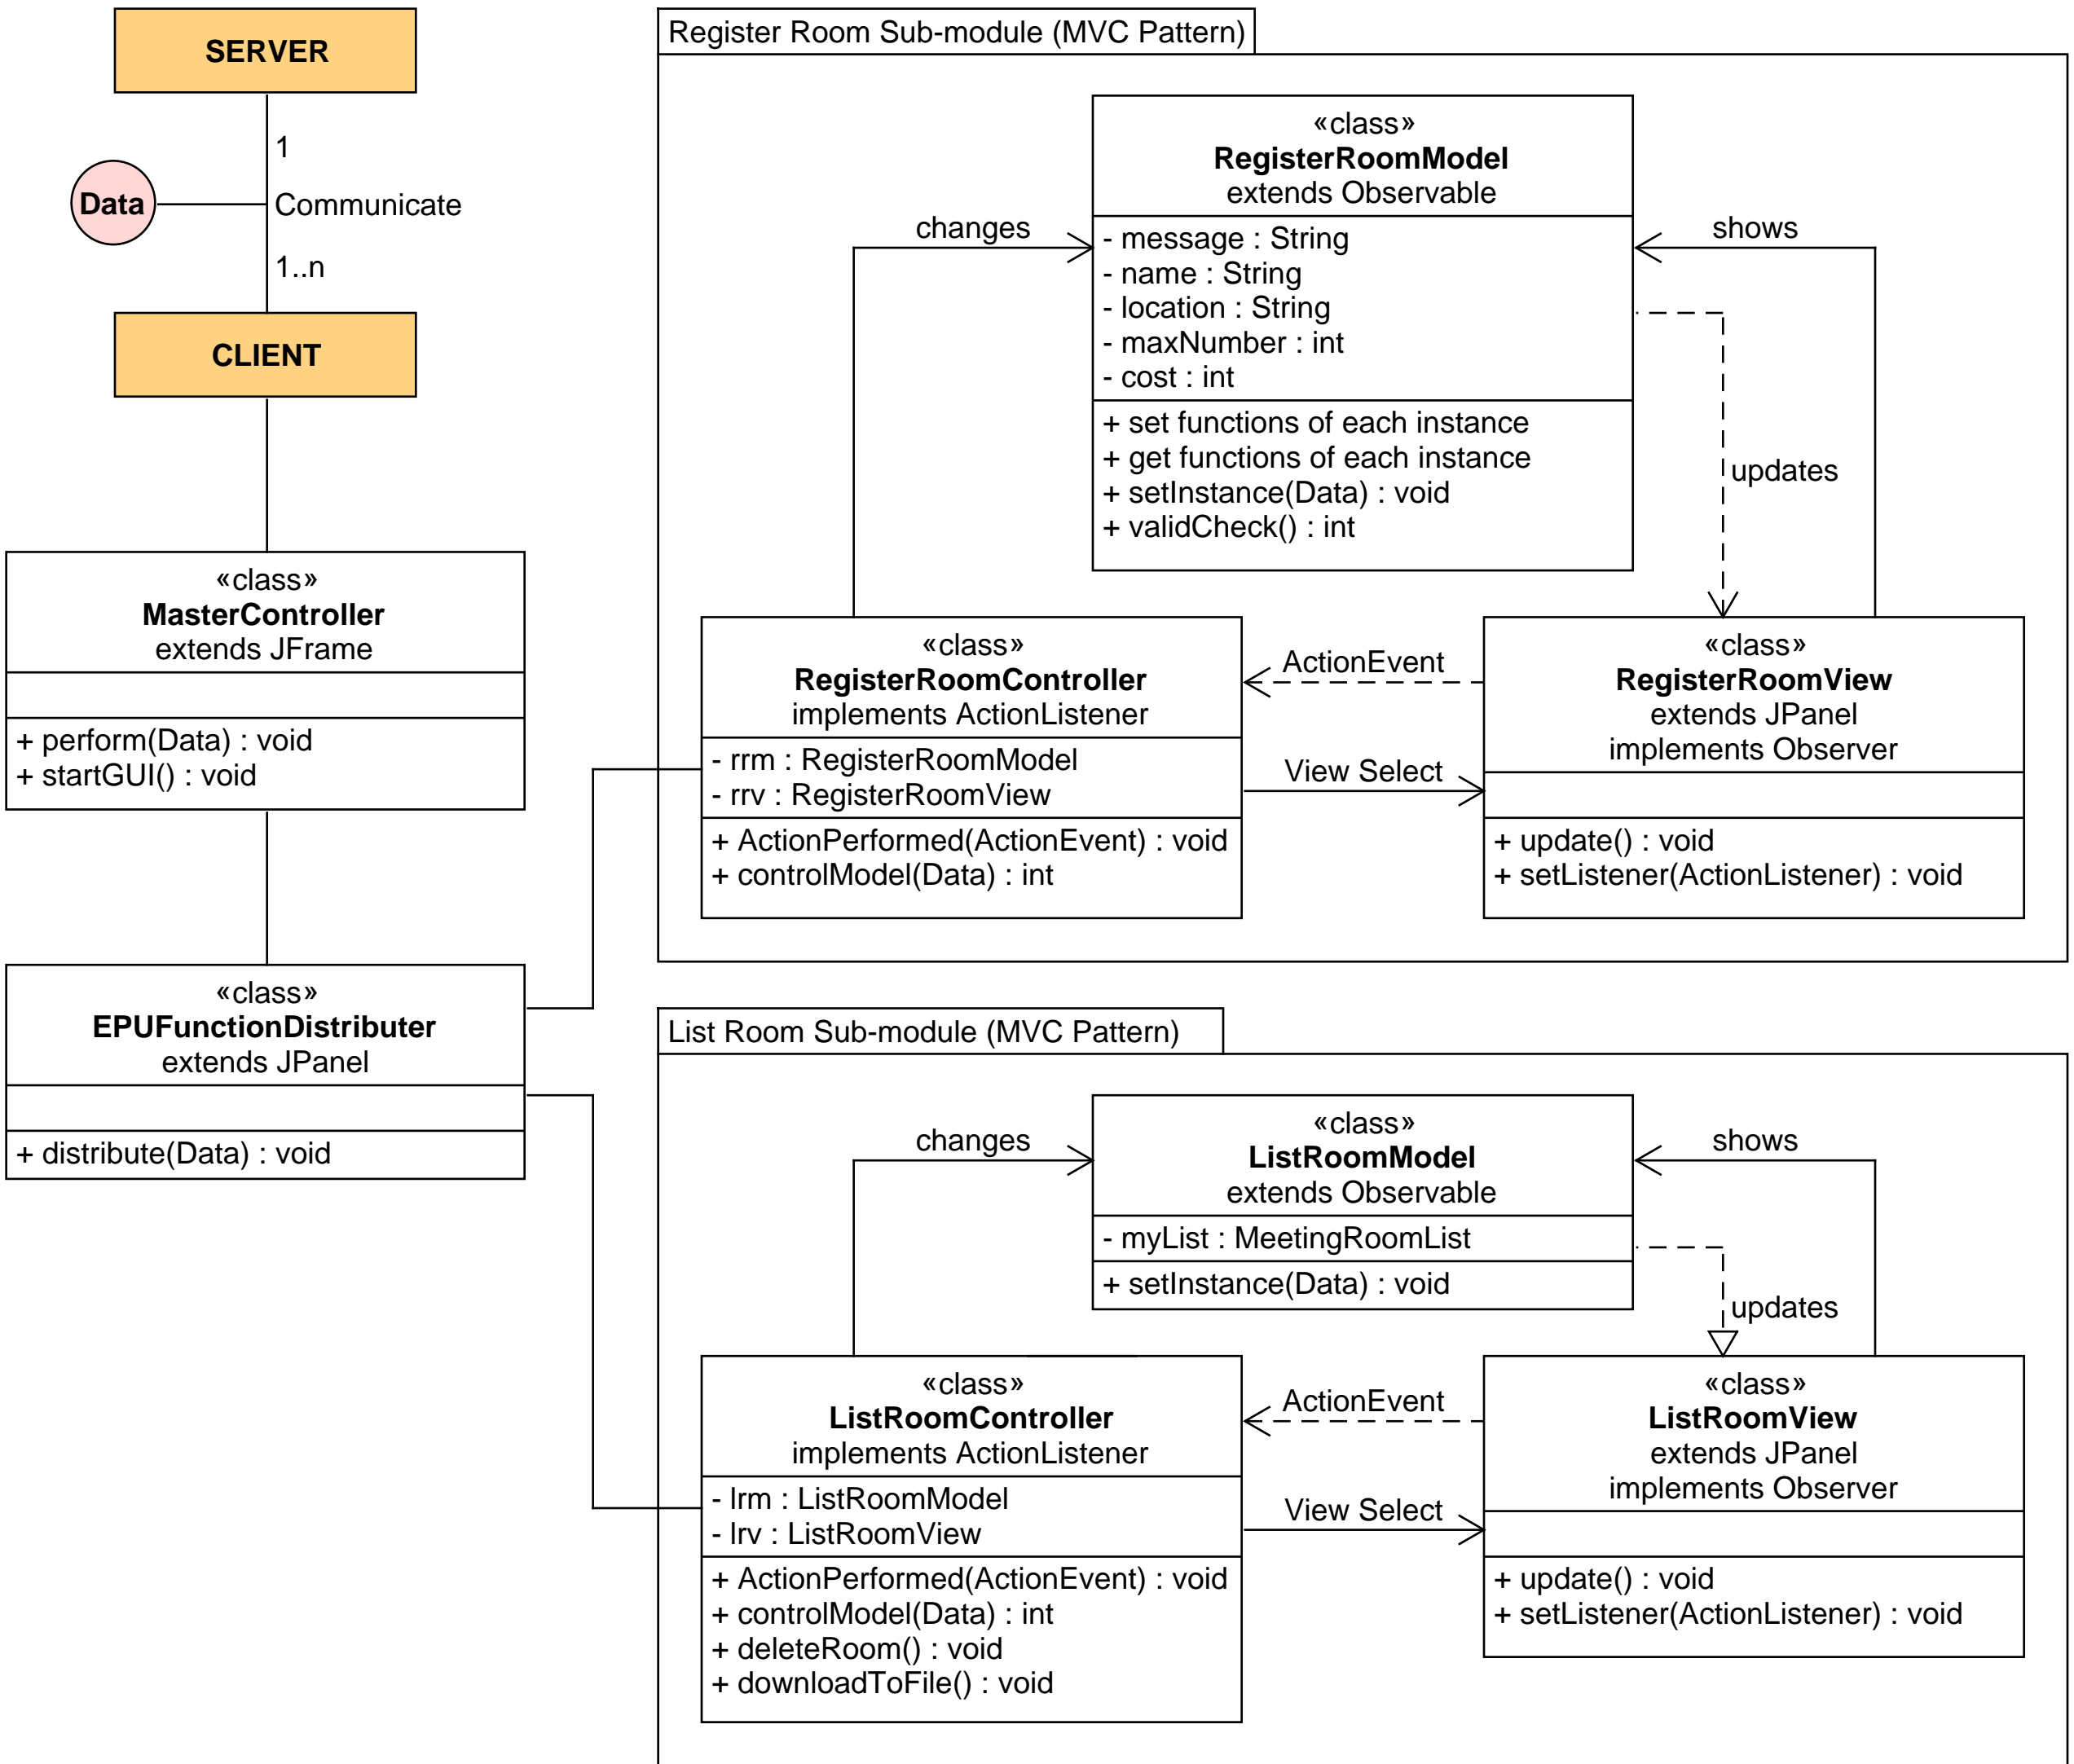 SERVER
1
Data
Communicate
1..n
CLIENT
«class»
MasterController
extends JFrame
+ perform(Data) : void
+ startGUI() : void
«class»
EPUFunctionDistributer
extends JPanel
+ distribute(Data) : void
Register Room Sub-module (MVC Pattern)
«class»
RegisterRoomModel
extends Observable
- message : String
- name : String
- location : String
- maxNumber : int
- cost : int
+ set functions of each instance
+ get functions of each instance
+ setInstance(Data) : void
+ validCheck() : int
changes
shows
updates
«class»
RegisterRoomController
implements ActionListener
- rrm : RegisterRoomModel
- rrv : RegisterRoomView
+ ActionPerformed(ActionEvent) : void
+ controlModel(Data) : int
ActionEvent
View Select
«class»
RegisterRoomView
extends JPanel
implements Observer
+ update() : void
+ setListener(ActionListener) : void
List Room Sub-module (MVC Pattern)
changes
«class»
ListRoomModel
extends Observable
- myList : MeetingRoomList
+ setInstance(Data) : void
shows
updates
«class»
ListRoomController
implements ActionListener
- lrm : ListRoomModel
- lrv : ListRoomView
+ ActionPerformed(ActionEvent) : void
+ controlModel(Data) : int
+ deleteRoom() : void
+ downloadToFile() : void
ActionEvent
View Select
«class»
ListRoomView
extends JPanel
implements Observer
+ update() : void
+ setListener(ActionListener) : void